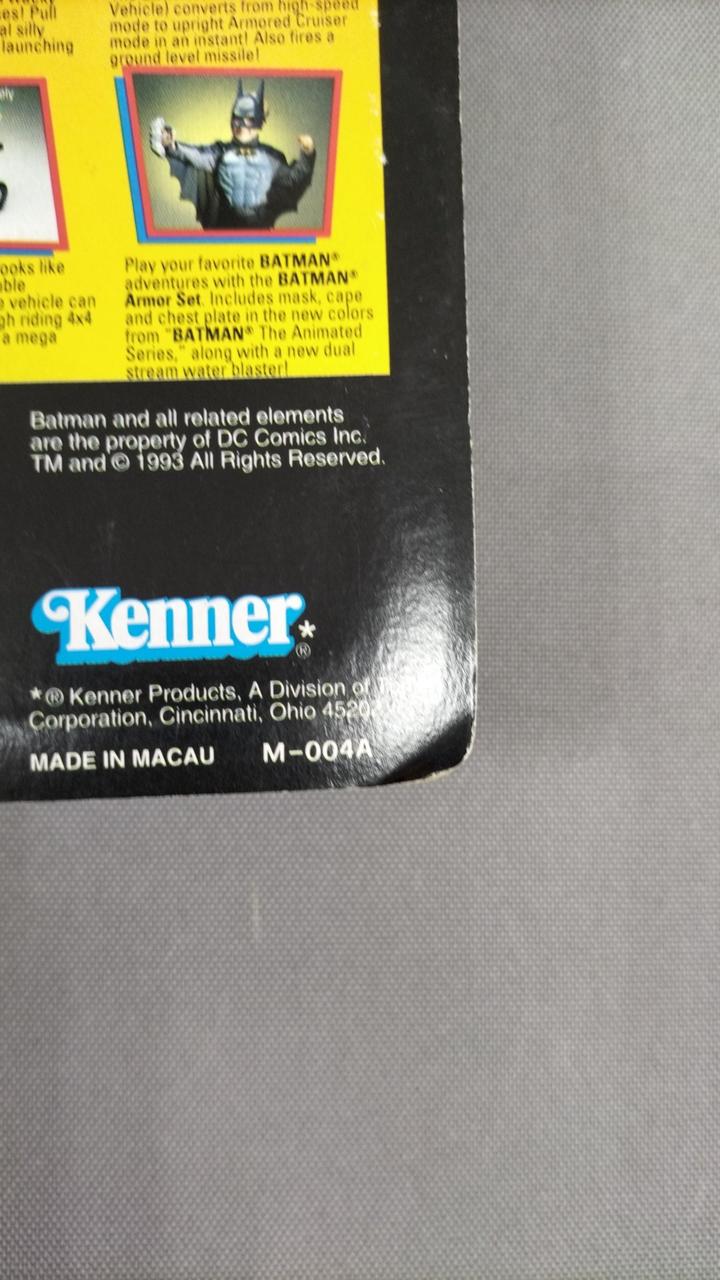 es! Pull
al silly
launching
Vehicle) converts from high-speed
mode to upright Armored Cruiser
mode in an instant! Also fires a
ground level missile!
ooks like
ble
e vehicle can
gh riding 4x4
a mega
Play your favorite BATMAN®
adventures with the BATMAN®
Armor Set. Includes mask, cape
and chest plate in the new colors
from "BATMAN® The Animated
Series," along with a new dual
stream water blaster!
Batman and all related elements
are the property of DC Comics Inc.
TM and © 1993 All Rights Reserved.
Kenner*®
*® Kenner Products, A Division of
Corporation, Cincinnati, Ohio 4520
MADE IN MACAU M-004A